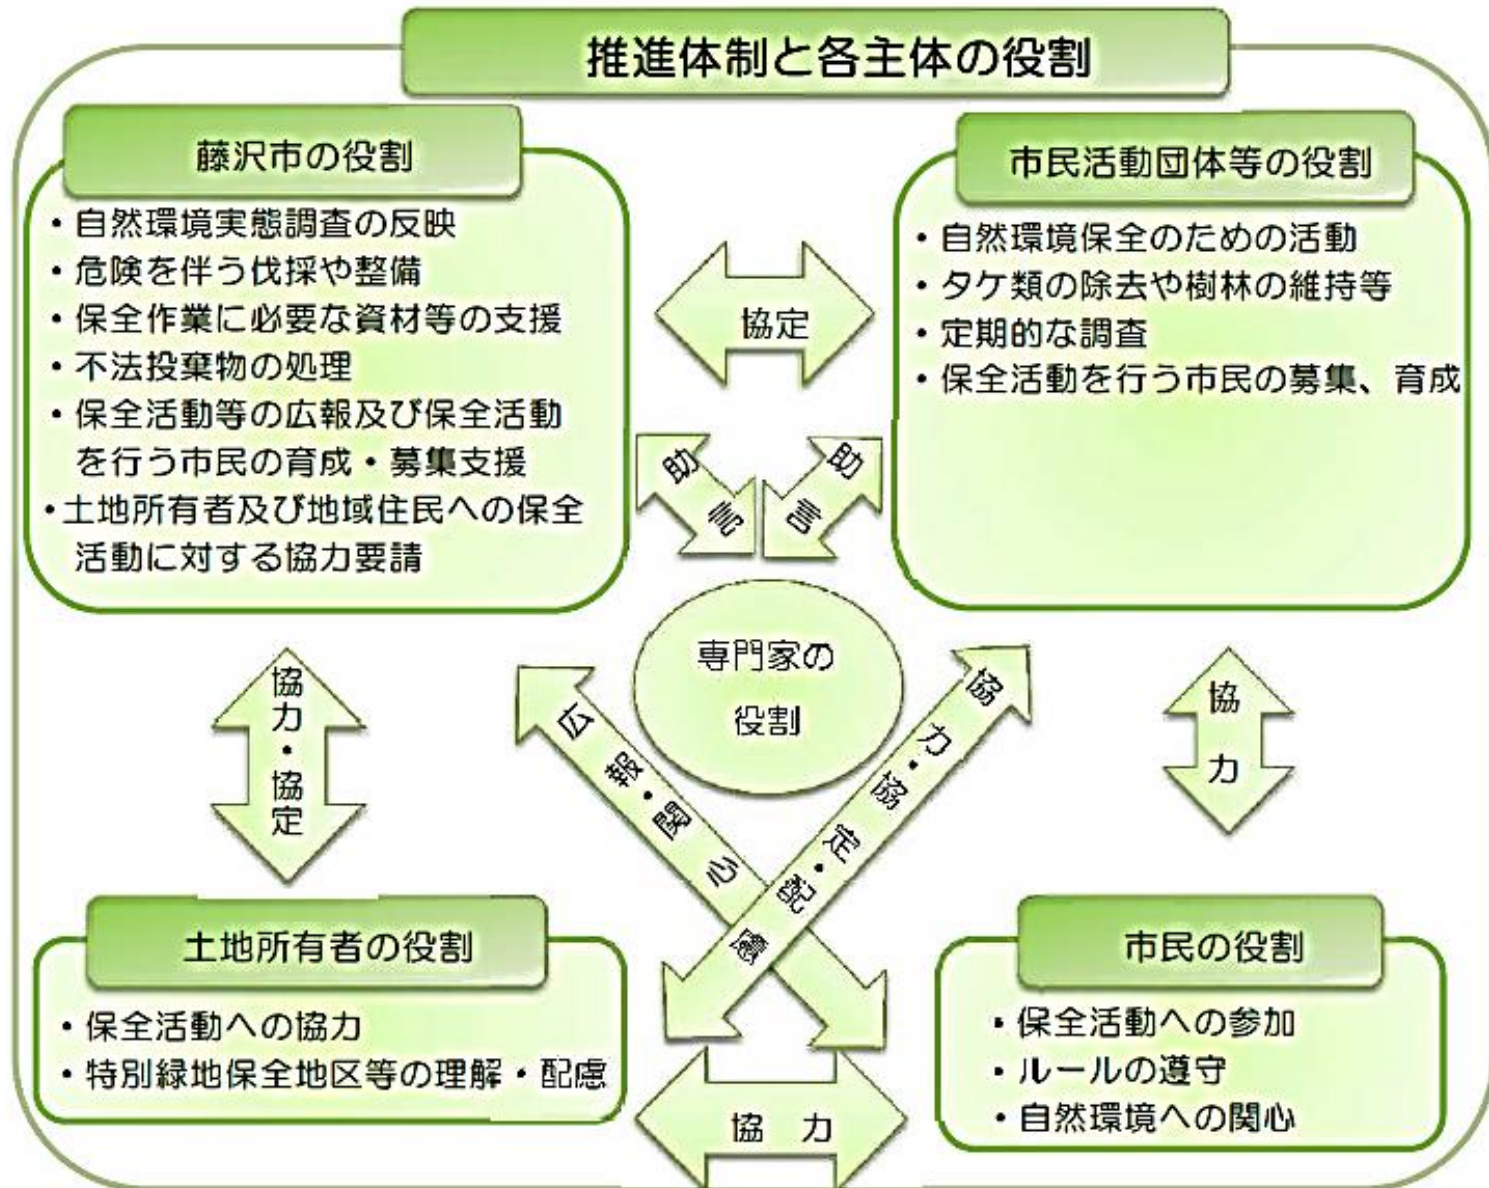 推進体制と各主体の役割
藤沢市の役割
・自然環境実態調査の反映
・危険を伴う伐採や整備
・保全作業に必要な資材等の支援
・不法投棄物の処理
・保全活動等の広報及び保全活動
を行う市民の育成・募集支援
・土地所有者及び地域住民への保全
活動に対する協力要請
市民活動団体等の役割
・自然環境保全のための活動
・タケ類の除去や樹林の維持等
・定期的な調査
・保全活動を行う市民の募集、育成
協定
助言
助言
専門家の
役割
協力・協定
広報・関心
協力・協定・配慮
協力
土地所有者の役割
・保全活動への協力
・特別緑地保全地区等の理解・配慮
協 力
市民の役割
・保全活動への参加
・ルールの遵守
・自然環境への関心